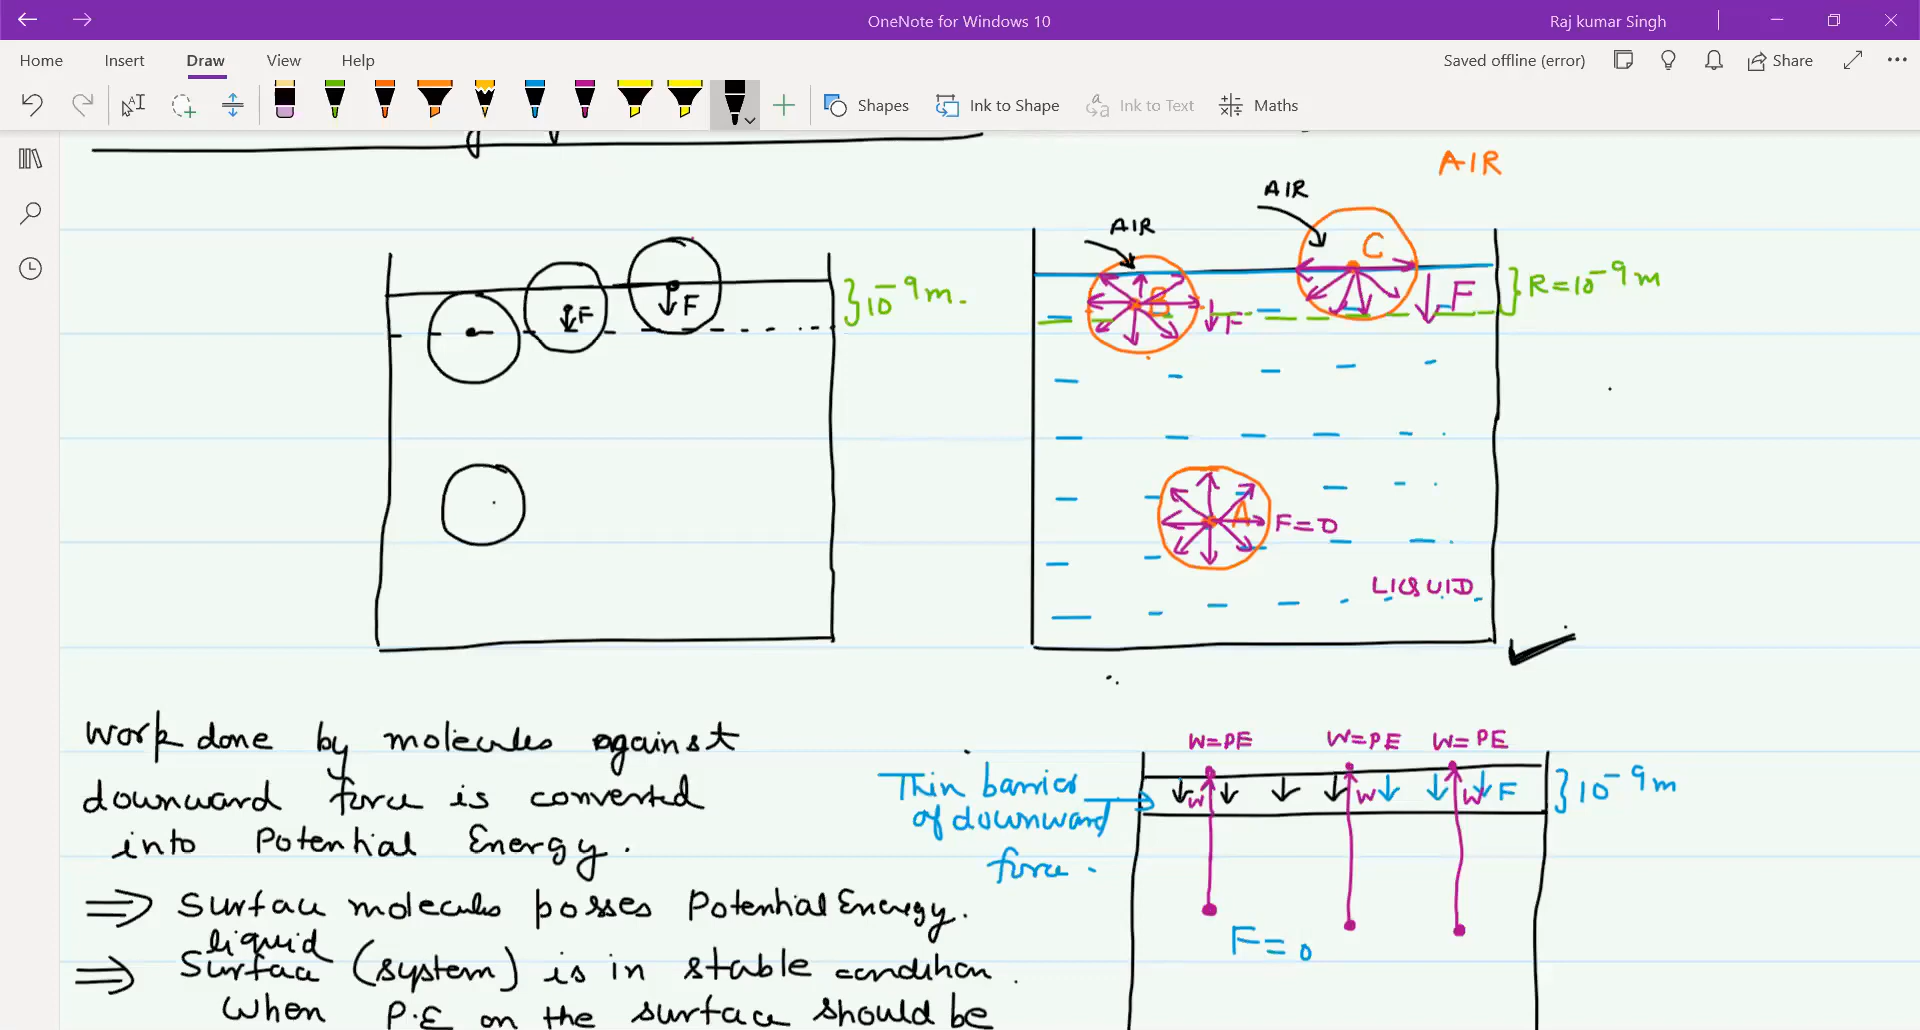 OneNote for Windows 10
Raj kumar Singh
Home Insert Draw View Help
Saved offline (error)
Share
Shapes
Ink to Shape
Ink to Text
Maths
AIR
AIR
AIR
C
B
F
F
F
F
10⁻⁹m.
R=10⁻⁹m
A
F=0
LIQUID
Work done by molecules against
downward force is converted
into Potential Energy.
⇒ Surface molecules posses Potential Energy.
liquid
⇒ Surface (system) is in stable condition.
When P.E on the surface should be
W=PE W=PE W=PE
Thin barrier
of downward
force.
W W W F
10⁻⁹m
F=0